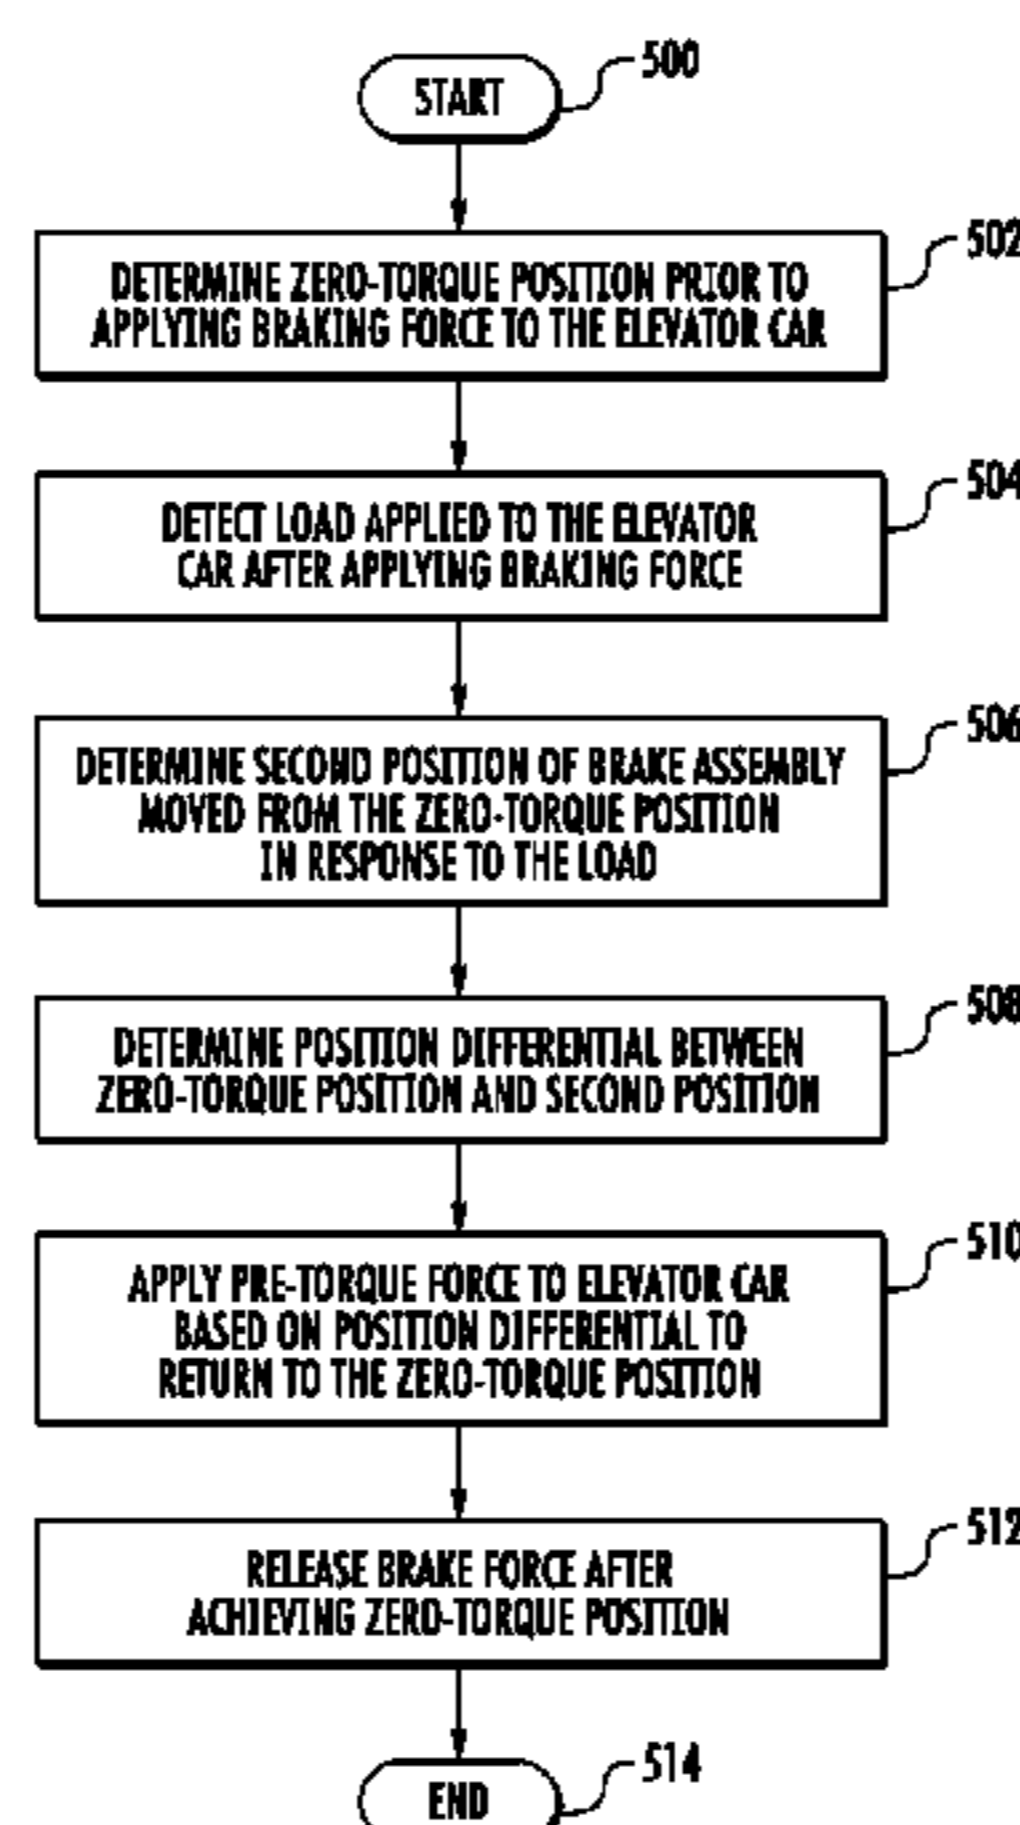 START
500
502
DETERMINE ZERO-TORQUE POSITION PRIOR TO
APPLYING BRAKING FORCE TO THE ELEVATOR CAR
504
DETECT LOAD APPLIED TO THE ELEVATOR
CAR AFTER APPLYING BRAKING FORCE
506
DETERMINE SECOND POSITION OF BRAKE ASSEMBLY
MOVED FROM THE ZERO-TORQUE POSITION
IN RESPONSE TO THE LOAD
508
DETERMINE POSITION DIFFERENTIAL BETWEEN
ZERO-TORQUE POSITION AND SECOND POSITION
510
APPLY PRE-TORQUE FORCE TO ELEVATOR CAR
BASED ON POSITION DIFFERENTIAL TO
RETURN TO THE ZERO-TORQUE POSITION
512
RELEASE BRAKE FORCE AFTER
ACHIEVING ZERO-TORQUE POSITION
514
END